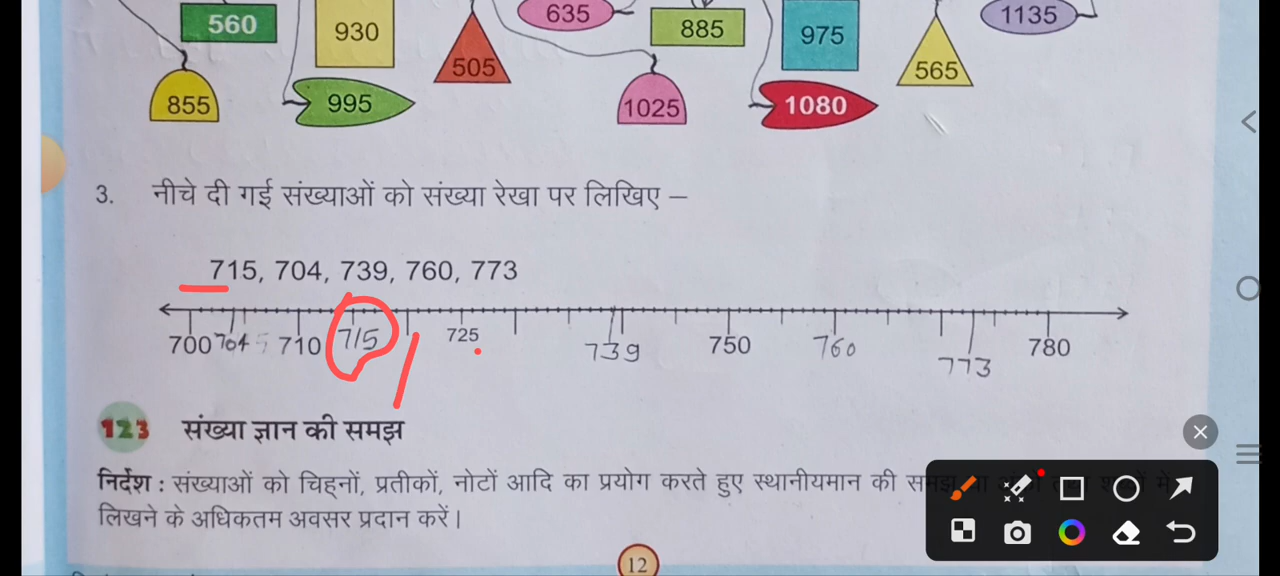 560 930 505 635 885 975 565 1135
855 995 1025 1080
3. नीचे दी गई संख्याओं को संख्या रेखा पर लिखिए –
715, 704, 739, 760, 773
700 704 5 710 715 725 739 750 760 773 780
123 संख्या ज्ञान की समझ
निर्देश : संख्याओं को चिह्नों, प्रतीकों, नोटों आदि का प्रयोग करते हुए स्थानीयमान की में
लिखने के अधिकतम अवसर प्रदान करें।
12